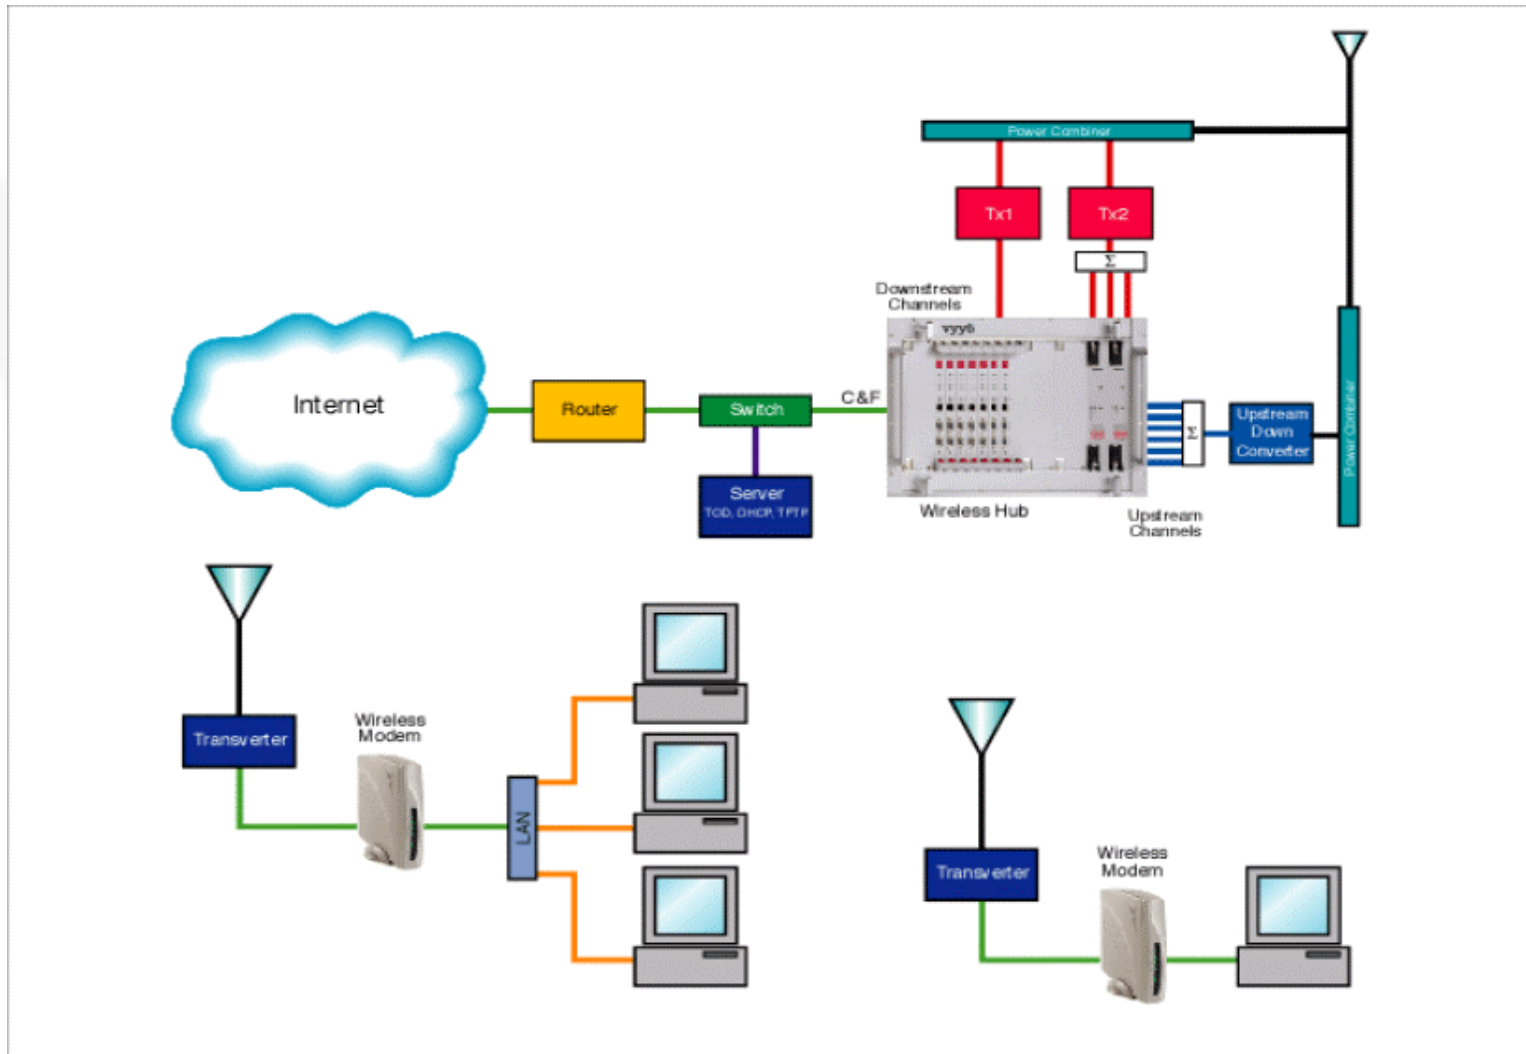 Power Combiner
Tx1
Tx2
Σ
Downstream
Channels
vyyo
Internet
Router
Switch
C&F
Σ
Upstream
Down
Converter
Power Combiner
Server
TOD, DHCP, TFTP
Wireless Hub
Upstream
Channels
Transverter
Wireless
Modem
LAN
Transverter
Wireless
Modem